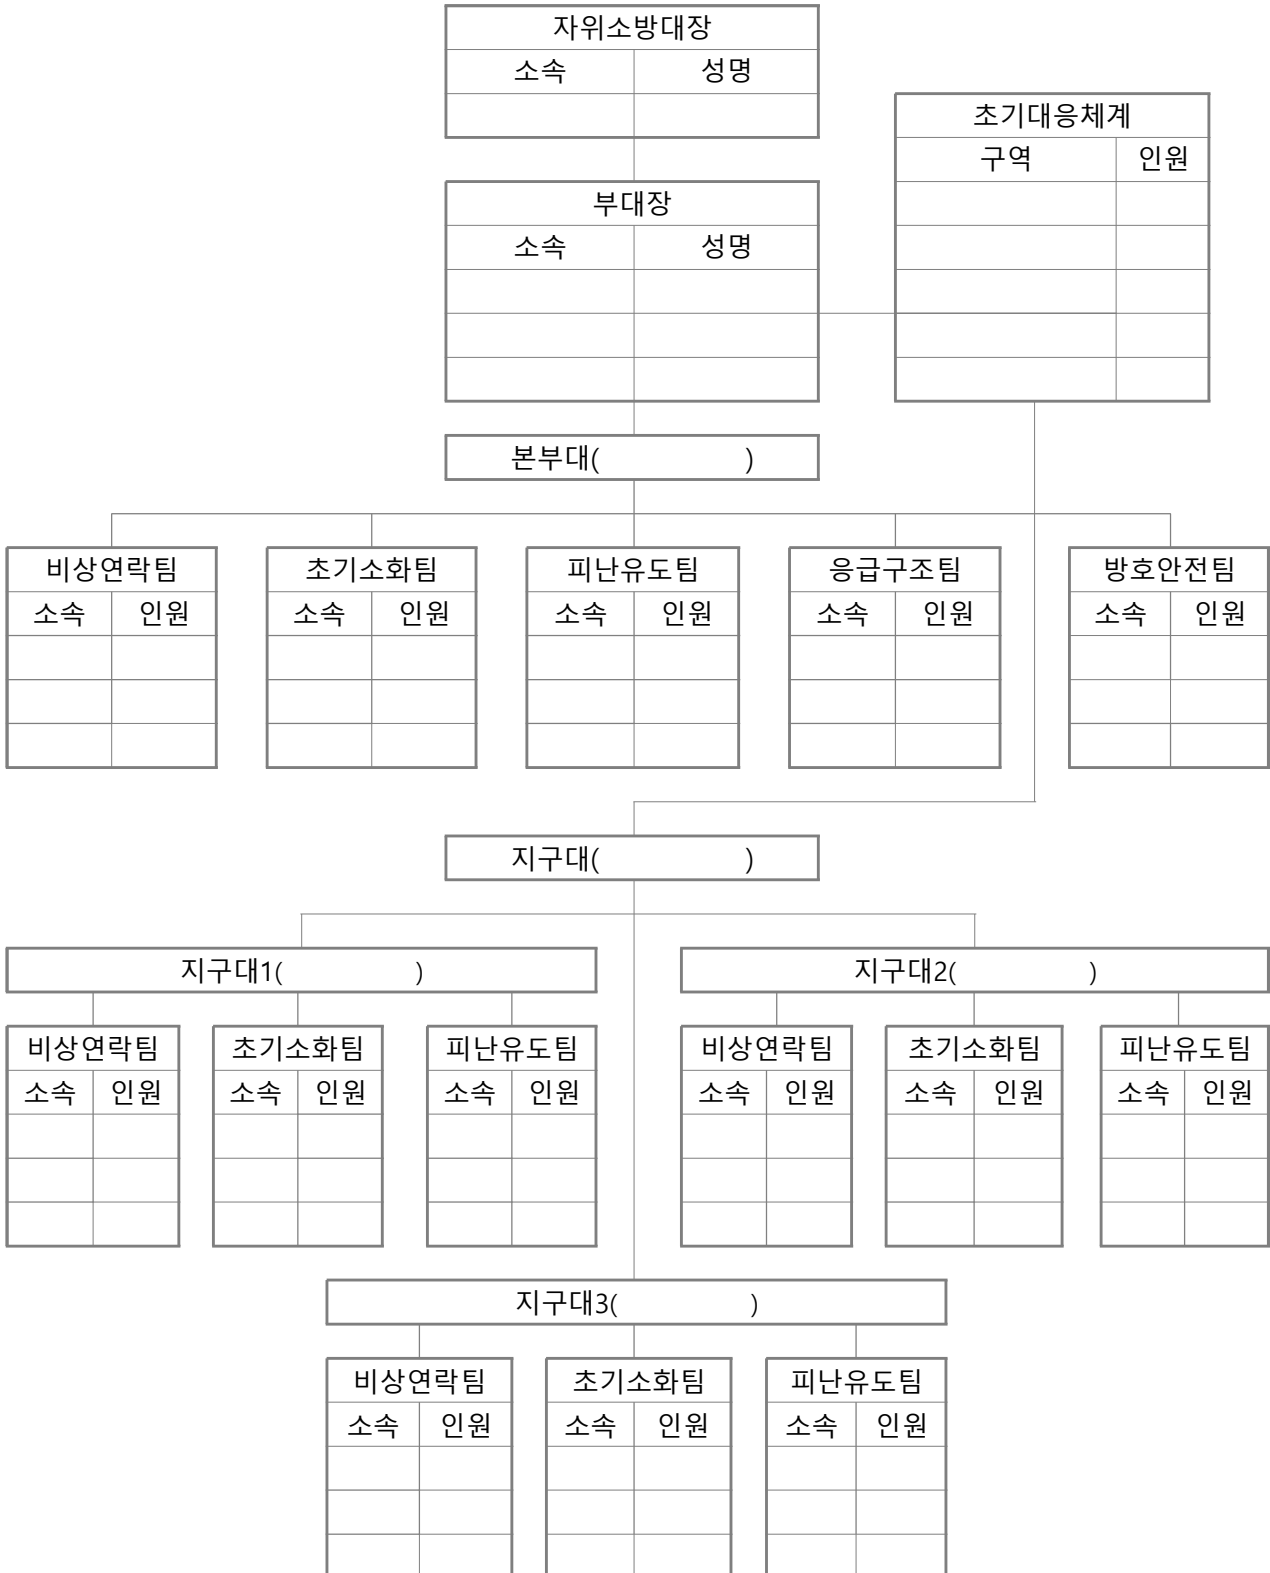 자위소방대장
소속 성명
초기대응체계
구역 인원
부대장
소속 성명
본부대( )
비상연락팀 초기소화팀 피난유도팀 응급구조팀 방호안전팀
소속 인원 소속 인원 소속 인원 소속 인원 소속 인원
지구대( )
지구대1( ) 지구대2( )
비상연락팀 초기소화팀 피난유도팀 비상연락팀 초기소화팀 피난유도팀
소속 인원 소속 인원 소속 인원 소속 인원 소속 인원 소속 인원
지구대3( )
비상연락팀 초기소화팀 피난유도팀
소속 인원 소속 인원 소속 인원